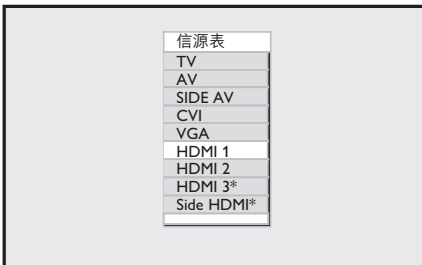 信源表
TV
AV
SIDE AV
CVI
VGA
HDMI 1
HDMI 2
HDMI 3*
Side HDMI*